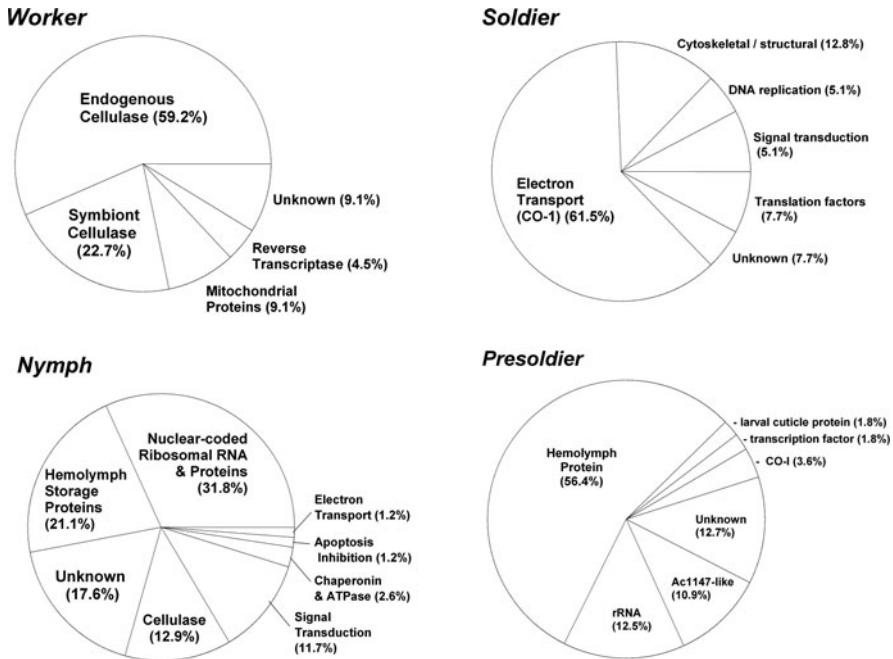 Worker
Endogenous
Cellulase (59.2%)
Unknown (9.1%)
Symbiont
Cellulase
(22.7%)
Reverse
Transcriptase (4.5%)
Mitochondrial
Proteins (9.1%)
Soldier
Cytoskeletal / structural (12.8%)
DNA replication (5.1%)
Signal transduction
(5.1%)
Electron
Transport
(CO-1) (61.5%)
Translation factors
(7.7%)
Unknown (7.7%)
Nymph
Nuclear-coded
Ribosomal RNA
& Proteins
(31.8%)
Hemolymph
Storage
Proteins
(21.1%)
Electron
Transport (1.2%)
Apoptosis
Inhibition (1.2%)
Unknown
(17.6%)
Chaperonin
& ATPase (2.6%)
Cellulase
(12.9%)
Signal
Transduction
(11.7%)
Presoldier
- larval cuticle protein (1.8%)
- transcription factor (1.8%)
- CO-I (3.6%)
Hemolymph
Protein
(56.4%)
Unknown
(12.7%)
Ac1147-like
(10.9%)
rRNA
(12.5%)